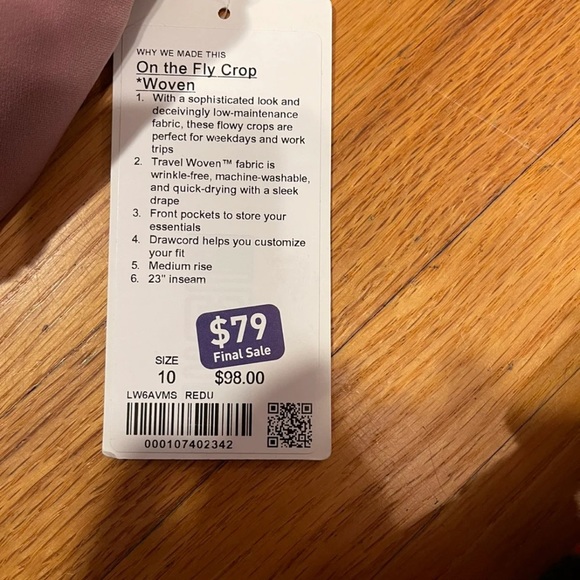 WHY WE MADE THIS
On the Fly Crop
*Woven
1. With a sophisticated look and
deceivingly low-maintenance
fabric, these flowy crops are
perfect for weekdays and work
trips
2. Travel Woven™ fabric is
wrinkle-free, machine-washable,
and quick-drying with a sleek
drape
3. Front pockets to store your
essentials
4. Drawcord helps you customize
your fit
5. Medium rise
6. 23" inseam
$79
Final Sale
SIZE
10 $98.00
LW6AVMS REDU
000107402342